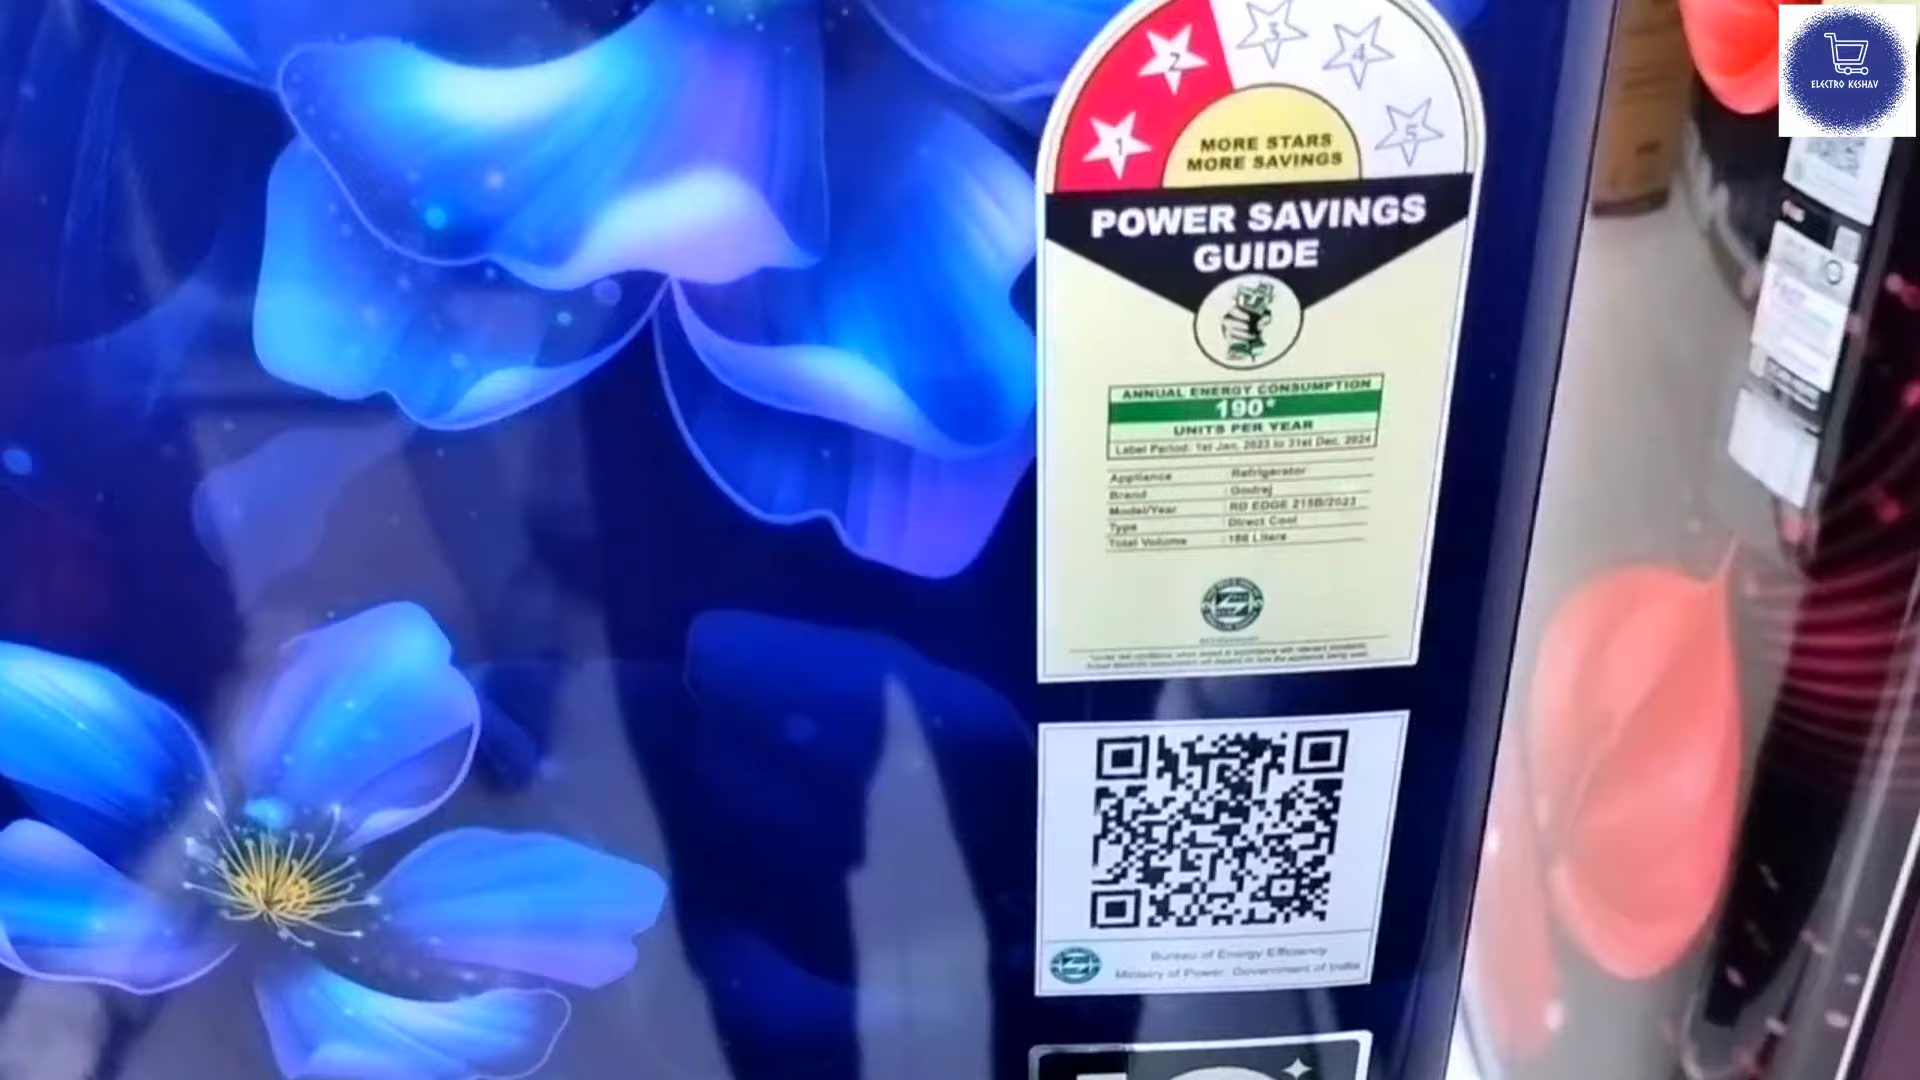 ELECTRO KESHAV
3
2
4
1
5
MORE STARS
MORE SAVINGS
POWER SAVINGS
GUIDE
ANNUAL ENERGY CONSUMPTION
190*
UNITS PER YEAR
Label Period: 1st Jan, 2023 to 31st Dec, 2024
Appliance : Refrigerator
Brand : Godrej
Model/Year : RD EDGE 215B/2023
Type : Direct Cool
Total Volume : Liters
Bureau of Energy Efficiency
Ministry of Power, Government of India